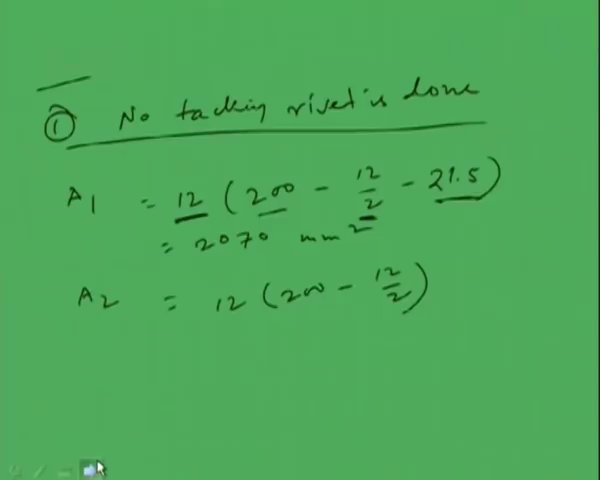 ① No tacking rivet is done
A1 = 12 (200 - 12/2 - 21.5)
= 2070 mm²
A2 = 12 (200 - 12/2)